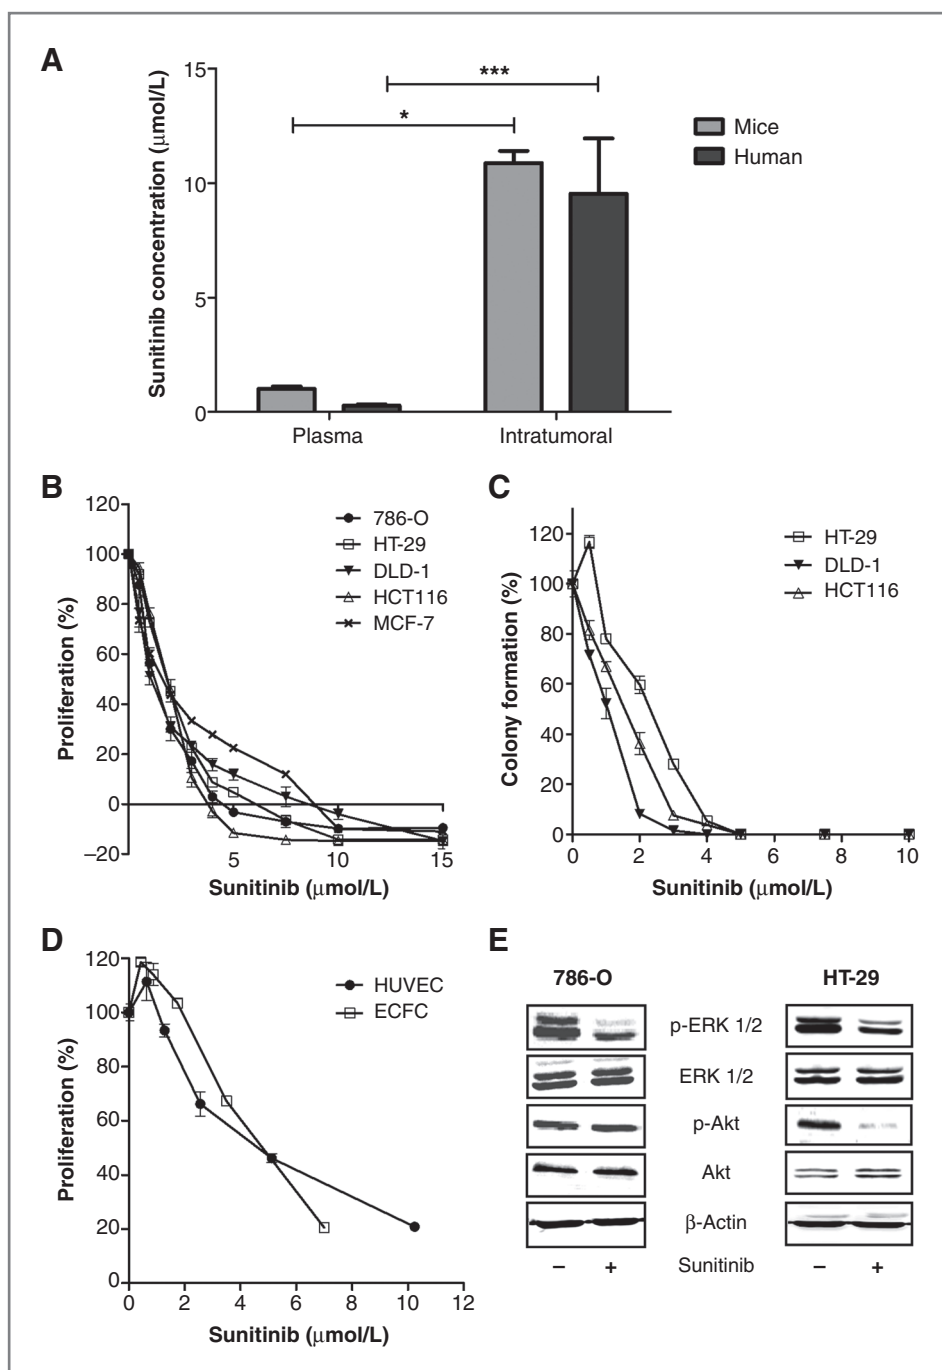 A
Sunitinib concentration (μmol/L)
15
10
5
0
***
*
Mice
Human
Plasma
Intratumoral
B
Proliferation (%)
120
100
80
60
40
20
0
–20
5
10
15
Sunitinib (μmol/L)
786-O
HT-29
DLD-1
HCT116
MCF-7
C
Colony formation (%)
120
100
80
60
40
20
0
0
2
4
6
8
10
Sunitinib (μmol/L)
HT-29
DLD-1
HCT116
D
Proliferation (%)
120
100
80
60
40
20
0
0
2
4
6
8
10
12
Sunitinib (μmol/L)
HUVEC
ECFC
E
786-O
HT-29
p-ERK 1/2
ERK 1/2
p-Akt
Akt
β-Actin
– + Sunitinib – +